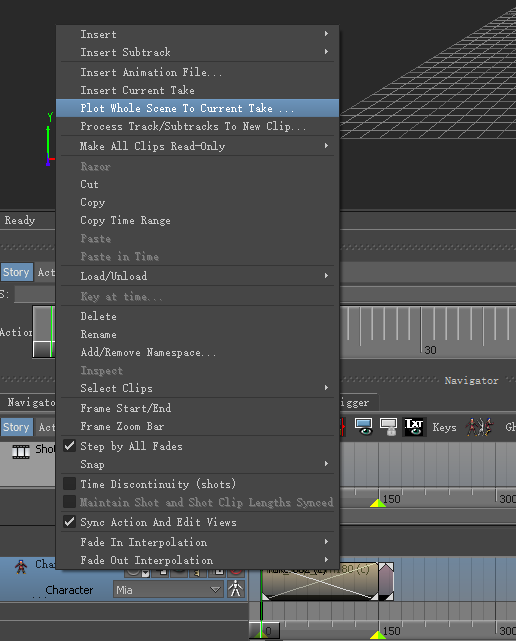 Insert
Insert Subtrack
Insert Animation File...
Insert Current Take
Plot Whole Scene To Current Take ...
Y
Process Track/Subtracks To New Clip...
Make All Clips Read-Only
Razor
Cut
Copy
Copy Time Range
Ready
Paste
Paste in Time
Story Act
Load/Unload
S:
Key at time...
Delete
Action
Rename
30
Add/Remove Namespace...
Inspect
Navigator
Select Clips
Navigato
igger
Frame Start/End
Story Act
Frame Zoom Bar
TXT Keys Gh
Sho
Step by All Fades
Snap
Time Discontinuity (shots)
150 300
Maintain Shot and Shot Clip Lengths Synced
Sync Action And Edit Views
Fade In Interpolation
Fade Out Interpolation
Char
...Character Mia
0 150 300